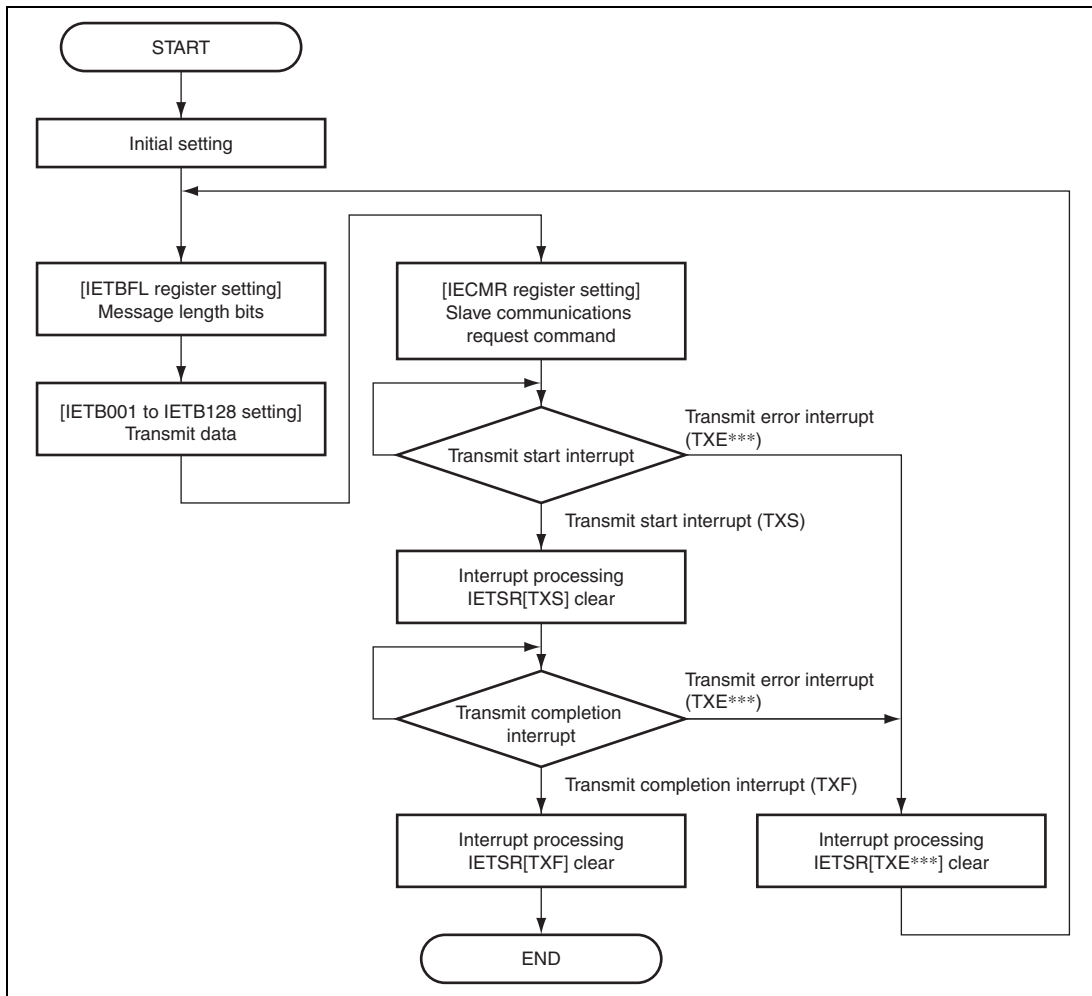 START
Initial setting
[IETBFL register setting]
Message length bits
[IETB001 to IETB128 setting]
Transmit data
[IECMR register setting]
Slave communications
request command
Transmit start interrupt
Transmit error interrupt
(TXE***)
Transmit start interrupt (TXS)
Interrupt processing
IETSR[TXS] clear
Transmit completion
interrupt
Transmit error interrupt
(TXE***)
Transmit completion interrupt (TXF)
Interrupt processing
IETSR[TXF] clear
Interrupt processing
IETSR[TXE***] clear
END